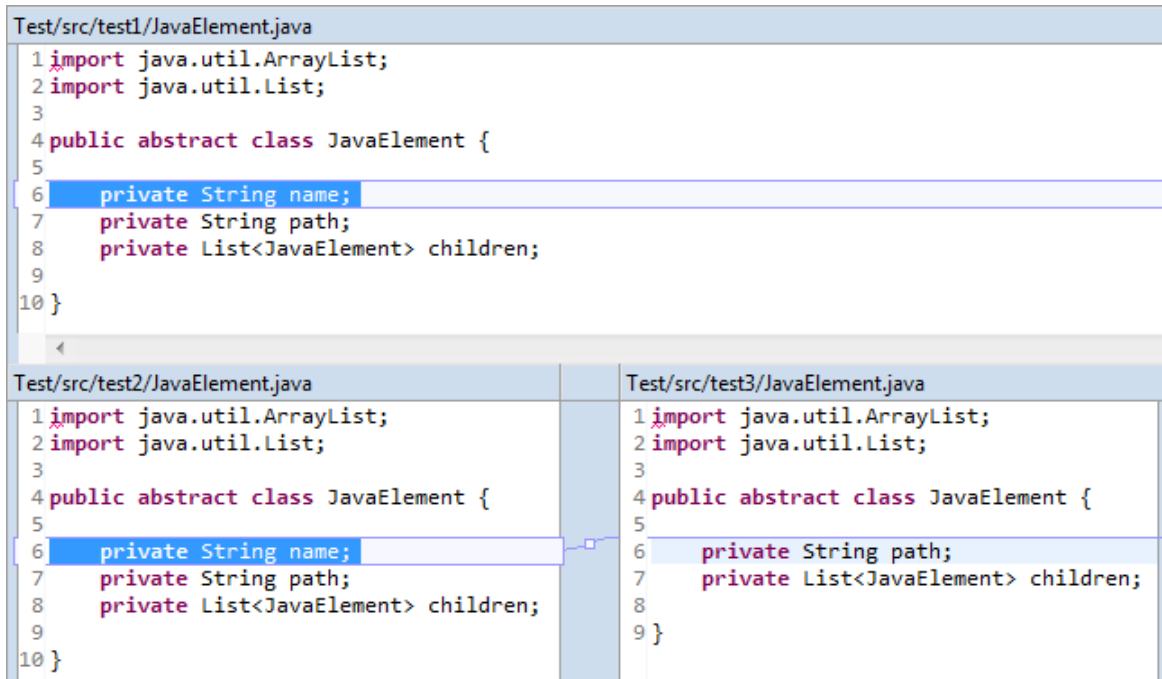 Test/src/test1/JavaElement.java
1 import java.util.ArrayList;
2 import java.util.List;
3
4 public abstract class JavaElement {
5
6     private String name;
7     private String path;
8     private List<JavaElement> children;
9
10 }
Test/src/test2/JavaElement.java
1 import java.util.ArrayList;
2 import java.util.List;
3
4 public abstract class JavaElement {
5
6     private String name;
7     private String path;
8     private List<JavaElement> children;
9
10 }
Test/src/test3/JavaElement.java
1 import java.util.ArrayList;
2 import java.util.List;
3
4 public abstract class JavaElement {
5
6     private String path;
7     private List<JavaElement> children;
8
9 }